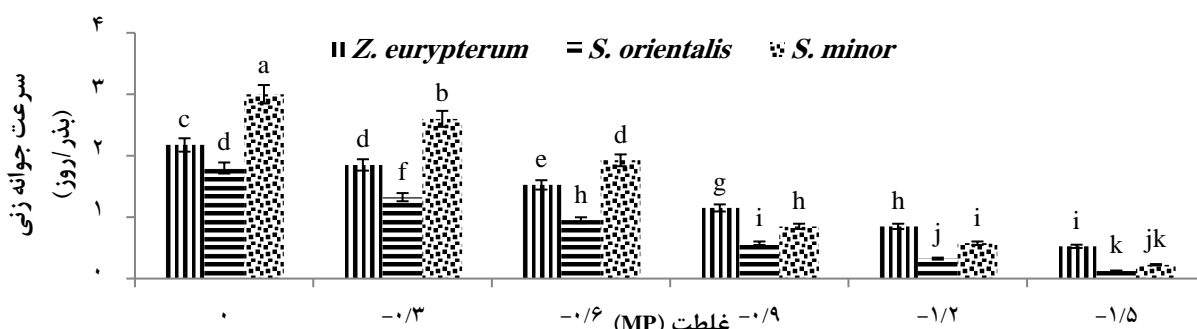 ۴
Z. eurypterum S. orientalis S. minor
a
۳
b
c
d
d
d
۲
f
e
h
g
i
h
h
j
i
i
k
jk
۱
۰
سرعت جوانه زنی
(بذر/روز)
۰ -۰/۳ -۰/۶ -۰/۹ -۱/۲ -۱/۵
غلطت (MP)